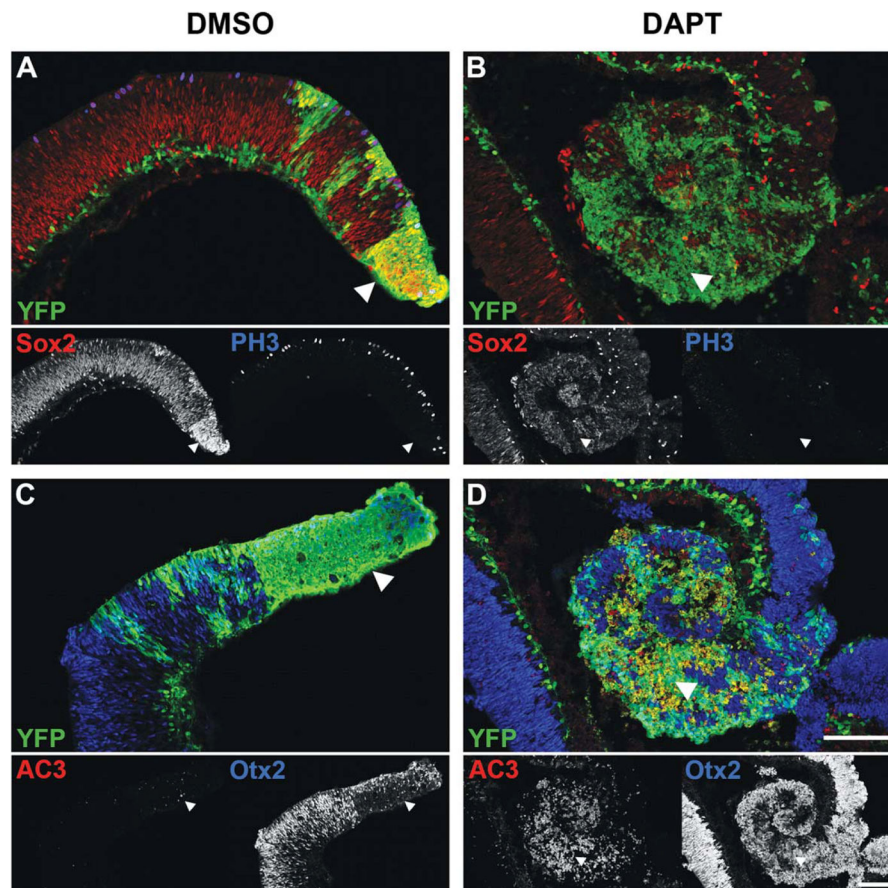 DMSO
DAPT
A
B
YFP
YFP
Sox2
PH3
Sox2
PH3
C
D
YFP
YFP
AC3
Otx2
AC3
Otx2